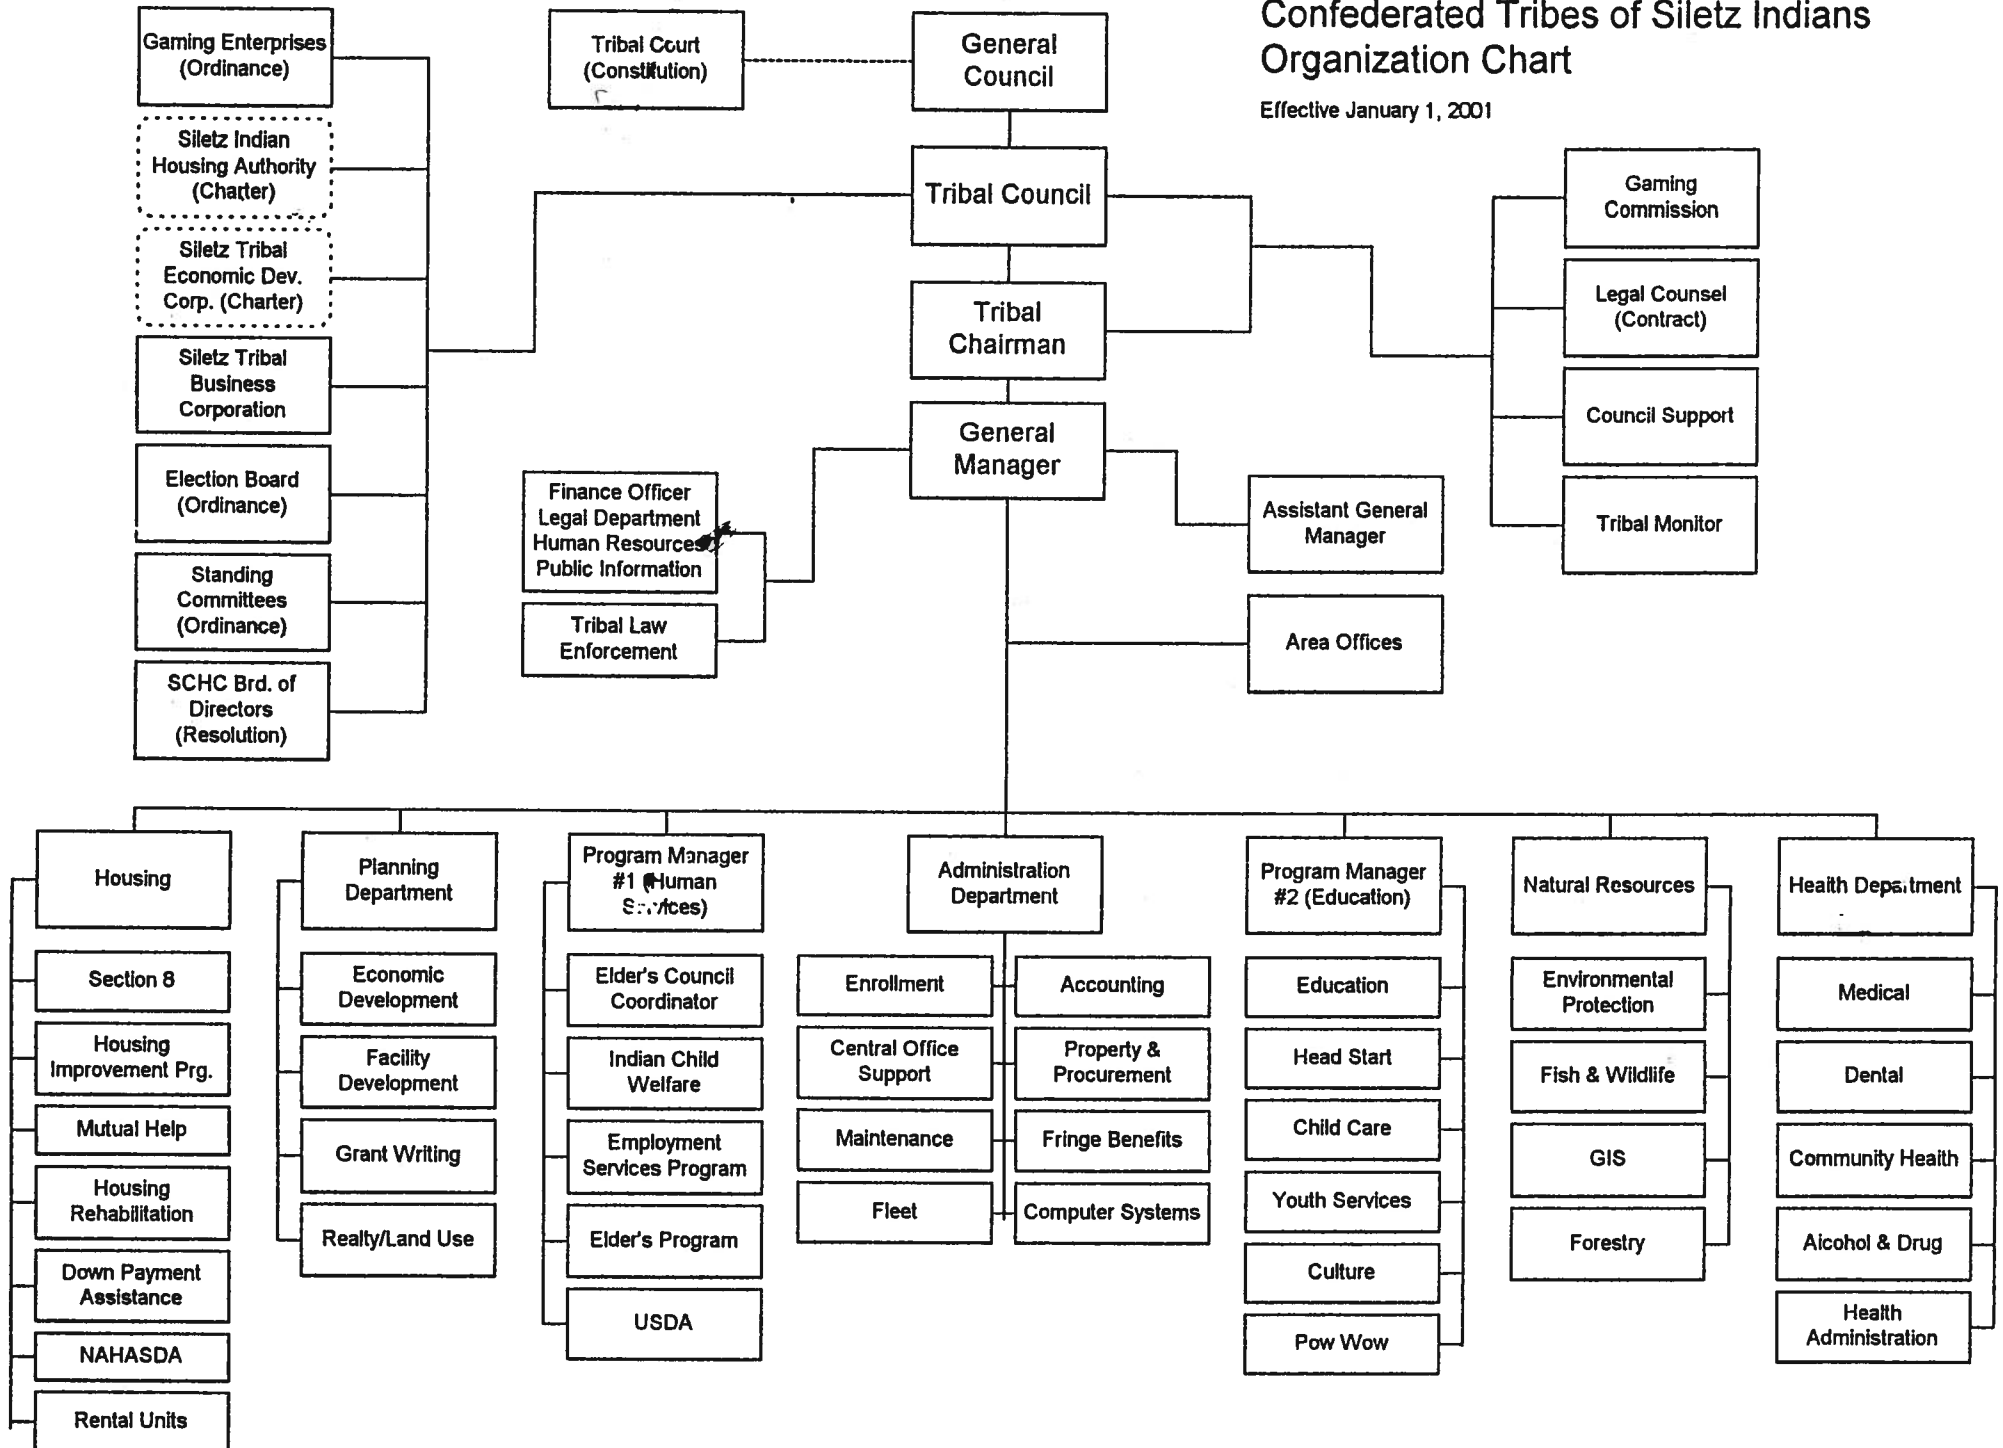 Confederated Tribes of Siletz Indians
Organization Chart
Effective January 1, 2001
Gaming Enterprises
(Ordinance)
Siletz Indian
Housing Authority
(Charter)
Siletz Tribal
Economic Dev.
Corp. (Charter)
Siletz Tribal
Business
Corporation
Election Board
(Ordinance)
Standing
Committees
(Ordinance)
SCHC Brd. of
Directors
(Resolution)
Tribal Court
(Constitution)
General
Council
Tribal Council
Tribal
Chairman
General
Manager
Finance Officer
Legal Department
Human Resources
Public Information
Tribal Law
Enforcement
Assistant General
Manager
Area Offices
Gaming
Commission
Legal Counsel
(Contract)
Council Support
Tribal Monitor
Housing
Section 8
Housing
Improvement Prg.
Mutual Help
Housing
Rehabilitation
Down Payment
Assistance
NAHASDA
Rental Units
Planning
Department
Economic
Development
Facility
Development
Grant Writing
Realty/Land Use
Program Manager
#1 (Human
Services)
Elder's Council
Coordinator
Indian Child
Welfare
Employment
Services Program
Elder's Program
USDA
Administration
Department
Enrollment
Central Office
Support
Maintenance
Fleet
Accounting
Property &
Procurement
Fringe Benefits
Computer Systems
Program Manager
#2 (Education)
Education
Head Start
Child Care
Youth Services
Culture
Pow Wow
Natural Resources
Environmental
Protection
Fish & Wildlife
GIS
Forestry
Health Department
Medical
Dental
Community Health
Alcohol & Drug
Health
Administration